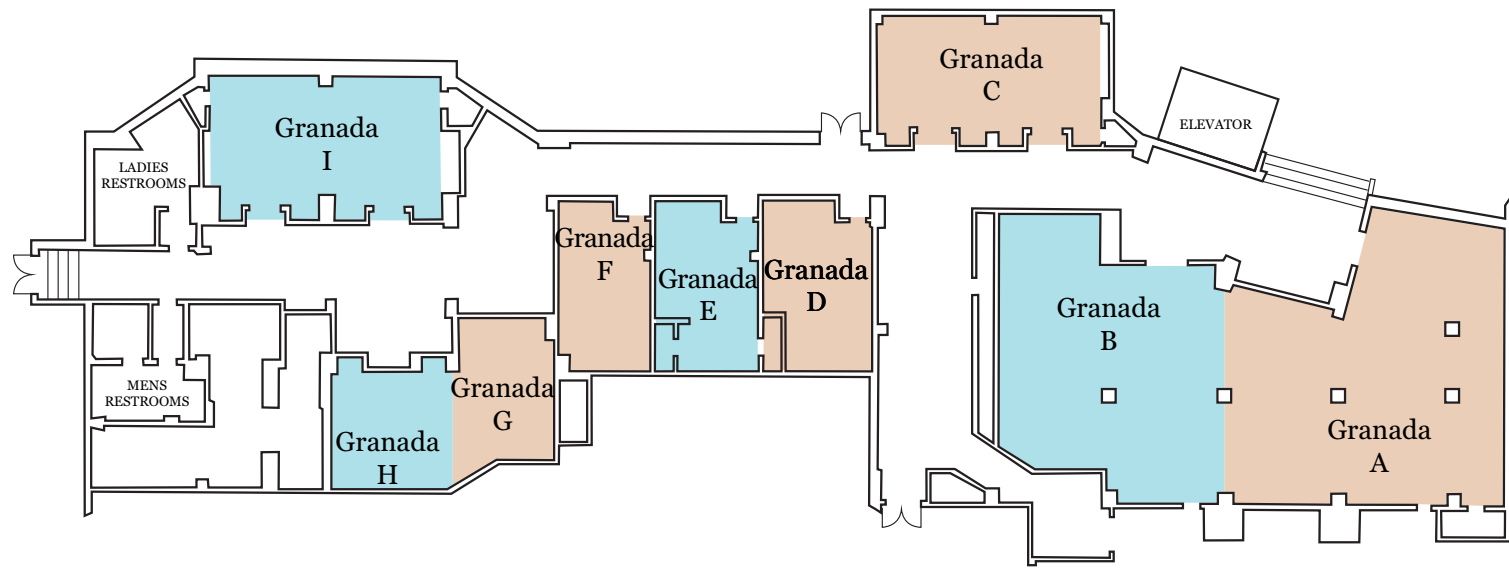 Granada
C
ELEVATOR
Granada
I
LADIES
RESTROOMS
Granada
F
Granada
E
Granada
D
Granada
B
MENS
RESTROOMS
Granada
G
Granada
H
Granada
A